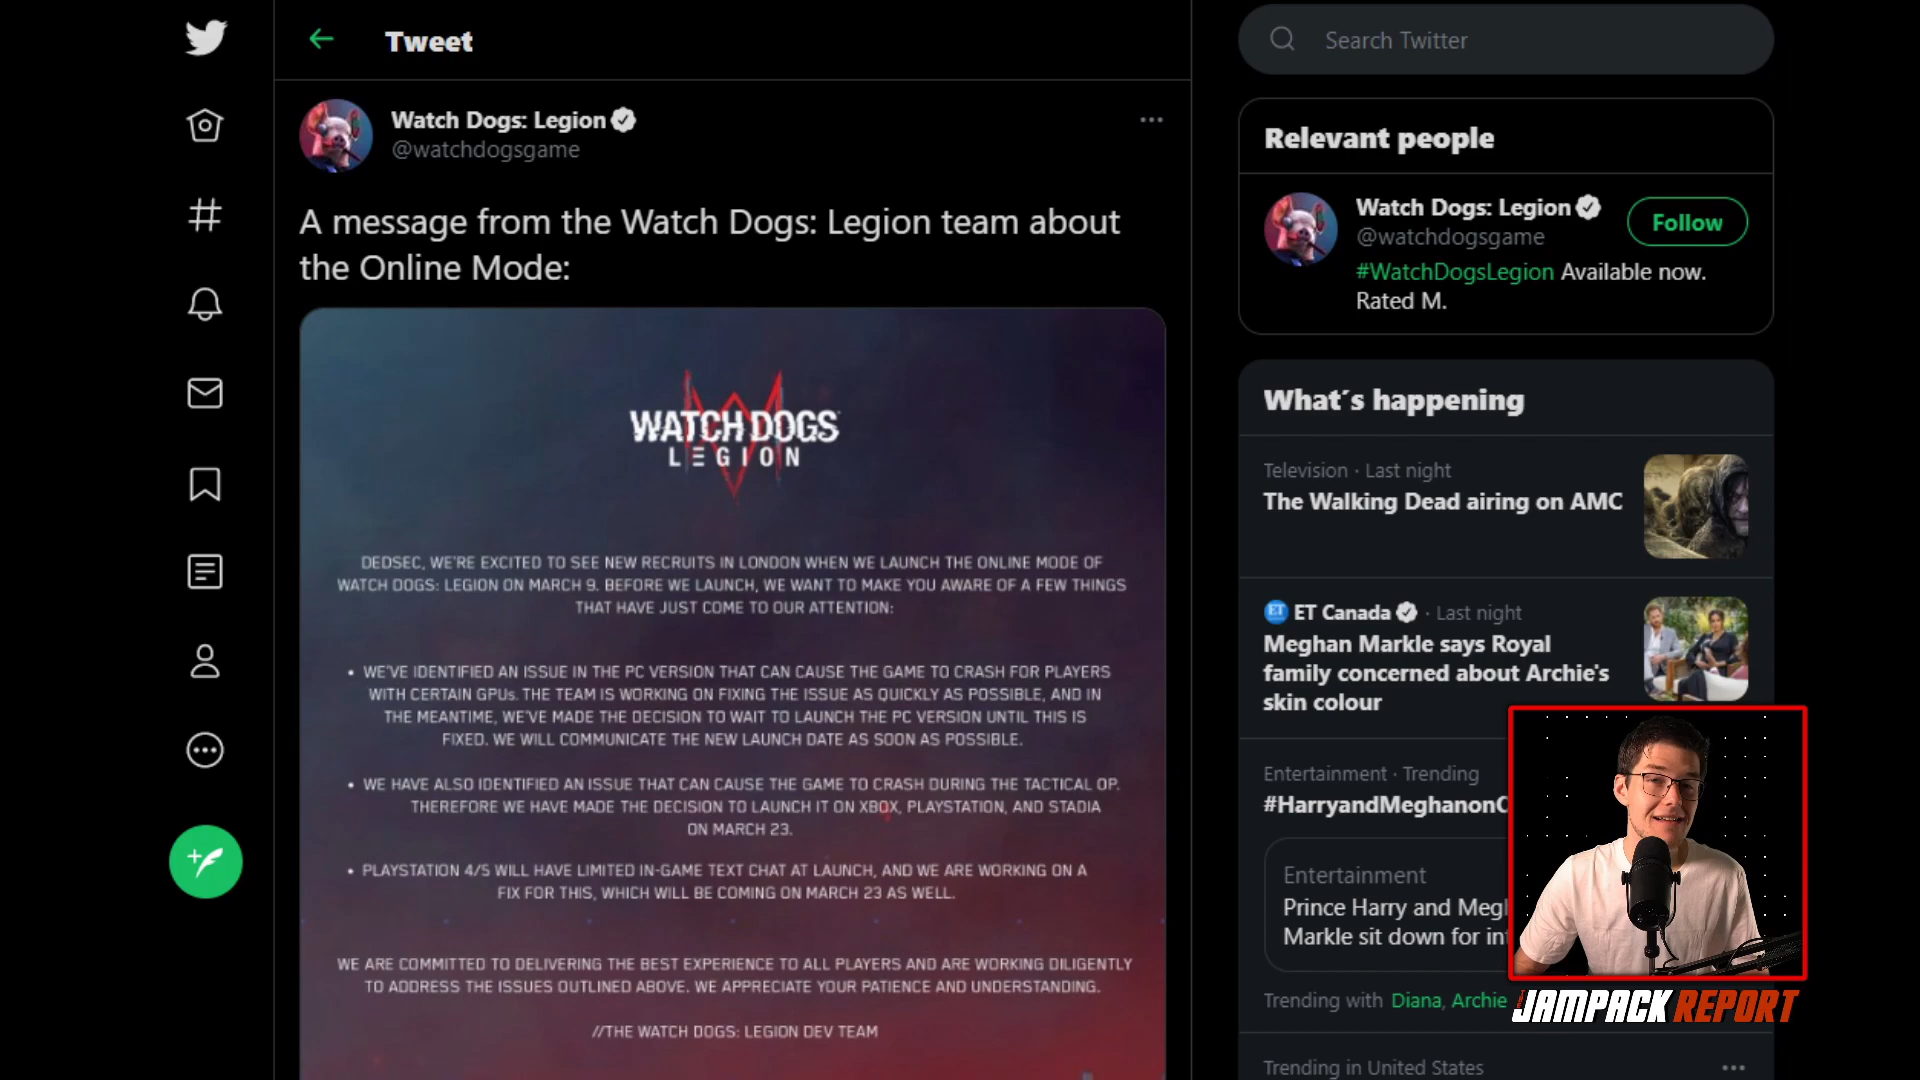 Tweet
Watch Dogs: Legion
@watchdogsgame
A message from the Watch Dogs: Legion team about
the Online Mode:
WATCH DOGS
LEGION
DEDSEC, WE'RE EXCITED TO SEE NEW RECRUITS IN LONDON WHEN WE LAUNCH THE ONLINE MODE OF
WATCH DOGS: LEGION ON MARCH 9. BEFORE WE LAUNCH, WE WANT TO MAKE YOU AWARE OF A FEW THINGS
THAT HAVE JUST COME TO OUR ATTENTION:
• WE'VE IDENTIFIED AN ISSUE IN THE PC VERSION THAT CAN CAUSE THE GAME TO CRASH FOR PLAYERS
WITH CERTAIN GPUs. THE TEAM IS WORKING ON FIXING THE ISSUE AS QUICKLY AS POSSIBLE, AND IN
THE MEANTIME, WE'VE MADE THE DECISION TO WAIT TO LAUNCH THE PC VERSION UNTIL THIS IS
FIXED. WE WILL COMMUNICATE THE NEW LAUNCH DATE AS SOON AS POSSIBLE.
• WE HAVE ALSO IDENTIFIED AN ISSUE THAT CAN CAUSE THE GAME TO CRASH DURING THE TACTICAL OP.
THEREFORE WE HAVE MADE THE DECISION TO LAUNCH IT ON XBOX, PLAYSTATION, AND STADIA
ON MARCH 23.
• PLAYSTATION 4/5 WILL HAVE LIMITED IN-GAME TEXT CHAT AT LAUNCH, AND WE ARE WORKING ON A
FIX FOR THIS, WHICH WILL BE COMING ON MARCH 23 AS WELL.
WE ARE COMMITTED TO DELIVERING THE BEST EXPERIENCE TO ALL PLAYERS AND ARE WORKING DILIGENTLY
TO ADDRESS THE ISSUES OUTLINED ABOVE. WE APPRECIATE YOUR PATIENCE AND UNDERSTANDING.
//THE WATCH DOGS: LEGION DEV TEAM
Search Twitter
Relevant people
Watch Dogs: Legion
@watchdogsgame
Follow
#WatchDogsLegion Available now.
Rated M.
What's happening
Television · Last night
The Walking Dead airing on AMC
ET ET Canada · Last night
Meghan Markle says Royal
family concerned about Archie's
skin colour
Entertainment · Trending
#HarryandMeghanonC
Entertainment
Prince Harry and Megh
Markle sit down for int
Trending with Diana, Archie
JAMPACK REPORT
Trending in United States